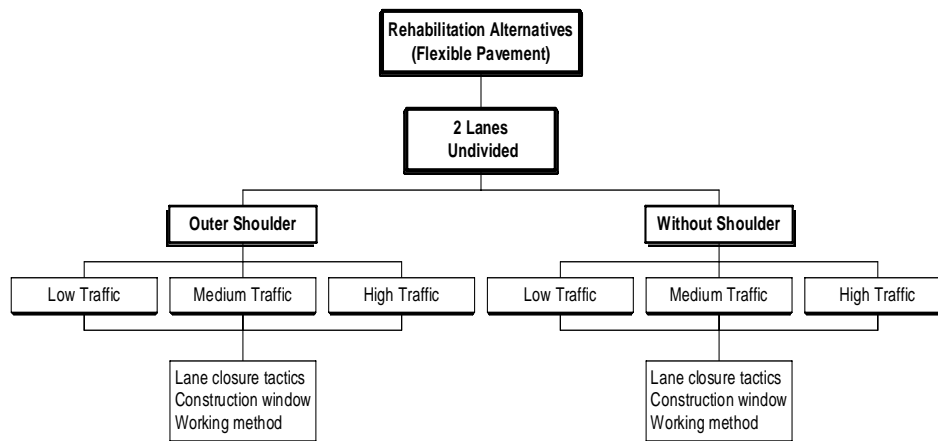 Rehabilitation Alternatives
(Flexible Pavement)
2 Lanes
Undivided
Outer Shoulder
Without Shoulder
Low Traffic
Medium Traffic
High Traffic
Low Traffic
Medium Traffic
High Traffic
Lane closure tactics
Construction window
Working method
Lane closure tactics
Construction window
Working method